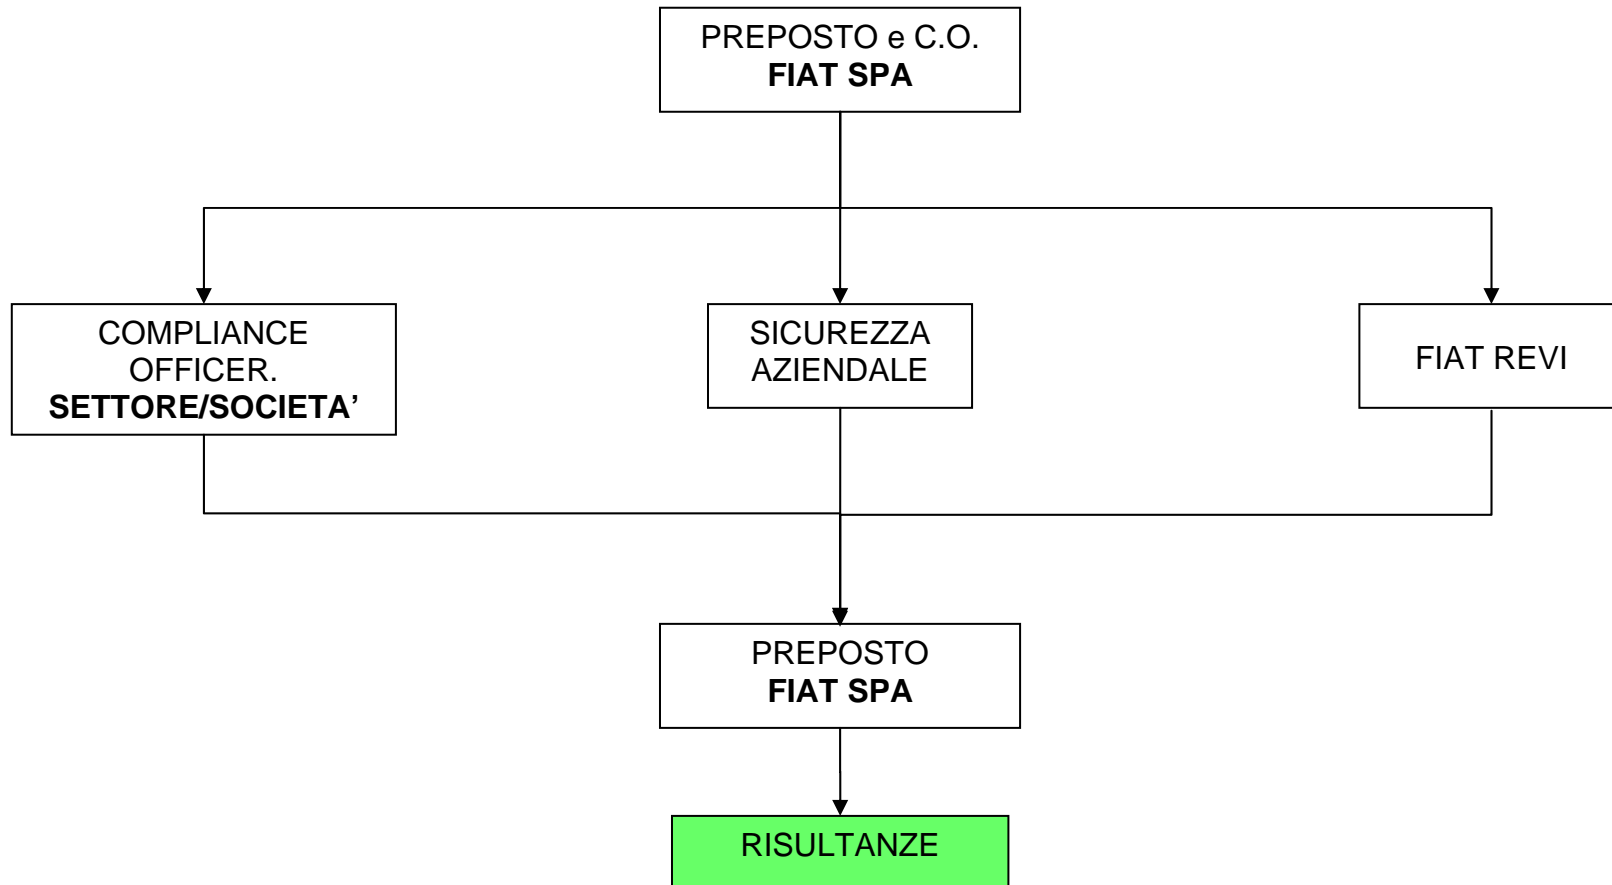 PREPOSTO e C.O.
FIAT SPA
COMPLIANCE
OFFICER.
SETTORE/SOCIETA’
SICUREZZA
AZIENDALE
FIAT REVI
PREPOSTO
FIAT SPA
RISULTANZE